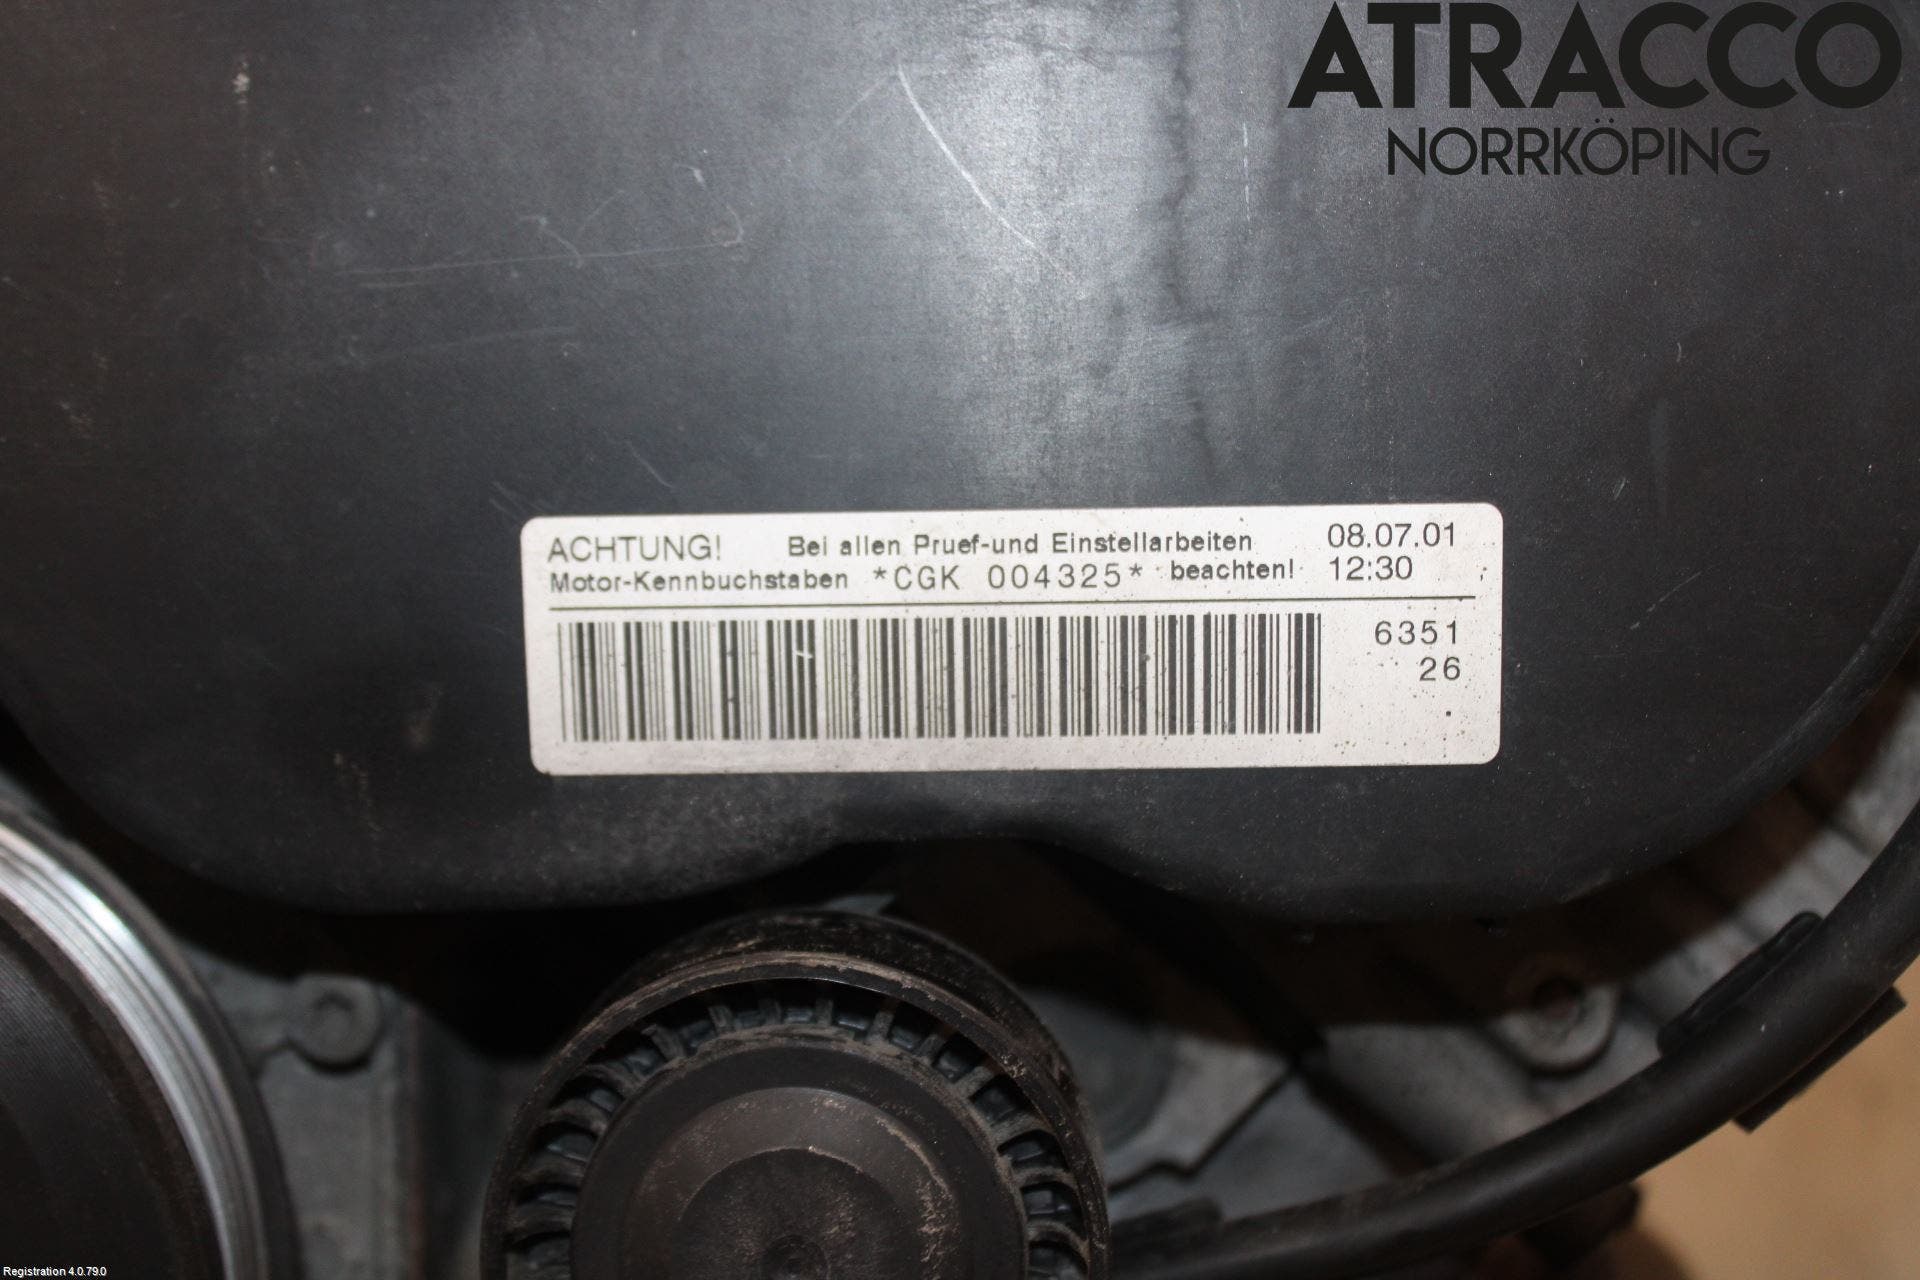 ATRACCO
NORRKÖPING
ACHTUNG! Bei allen Pruef-und Einstellarbeiten 08.07.01
Motor-Kennbuchstaben *CGK 004325* beachten! 12:30
6351
26
Registration 4.0.79.0